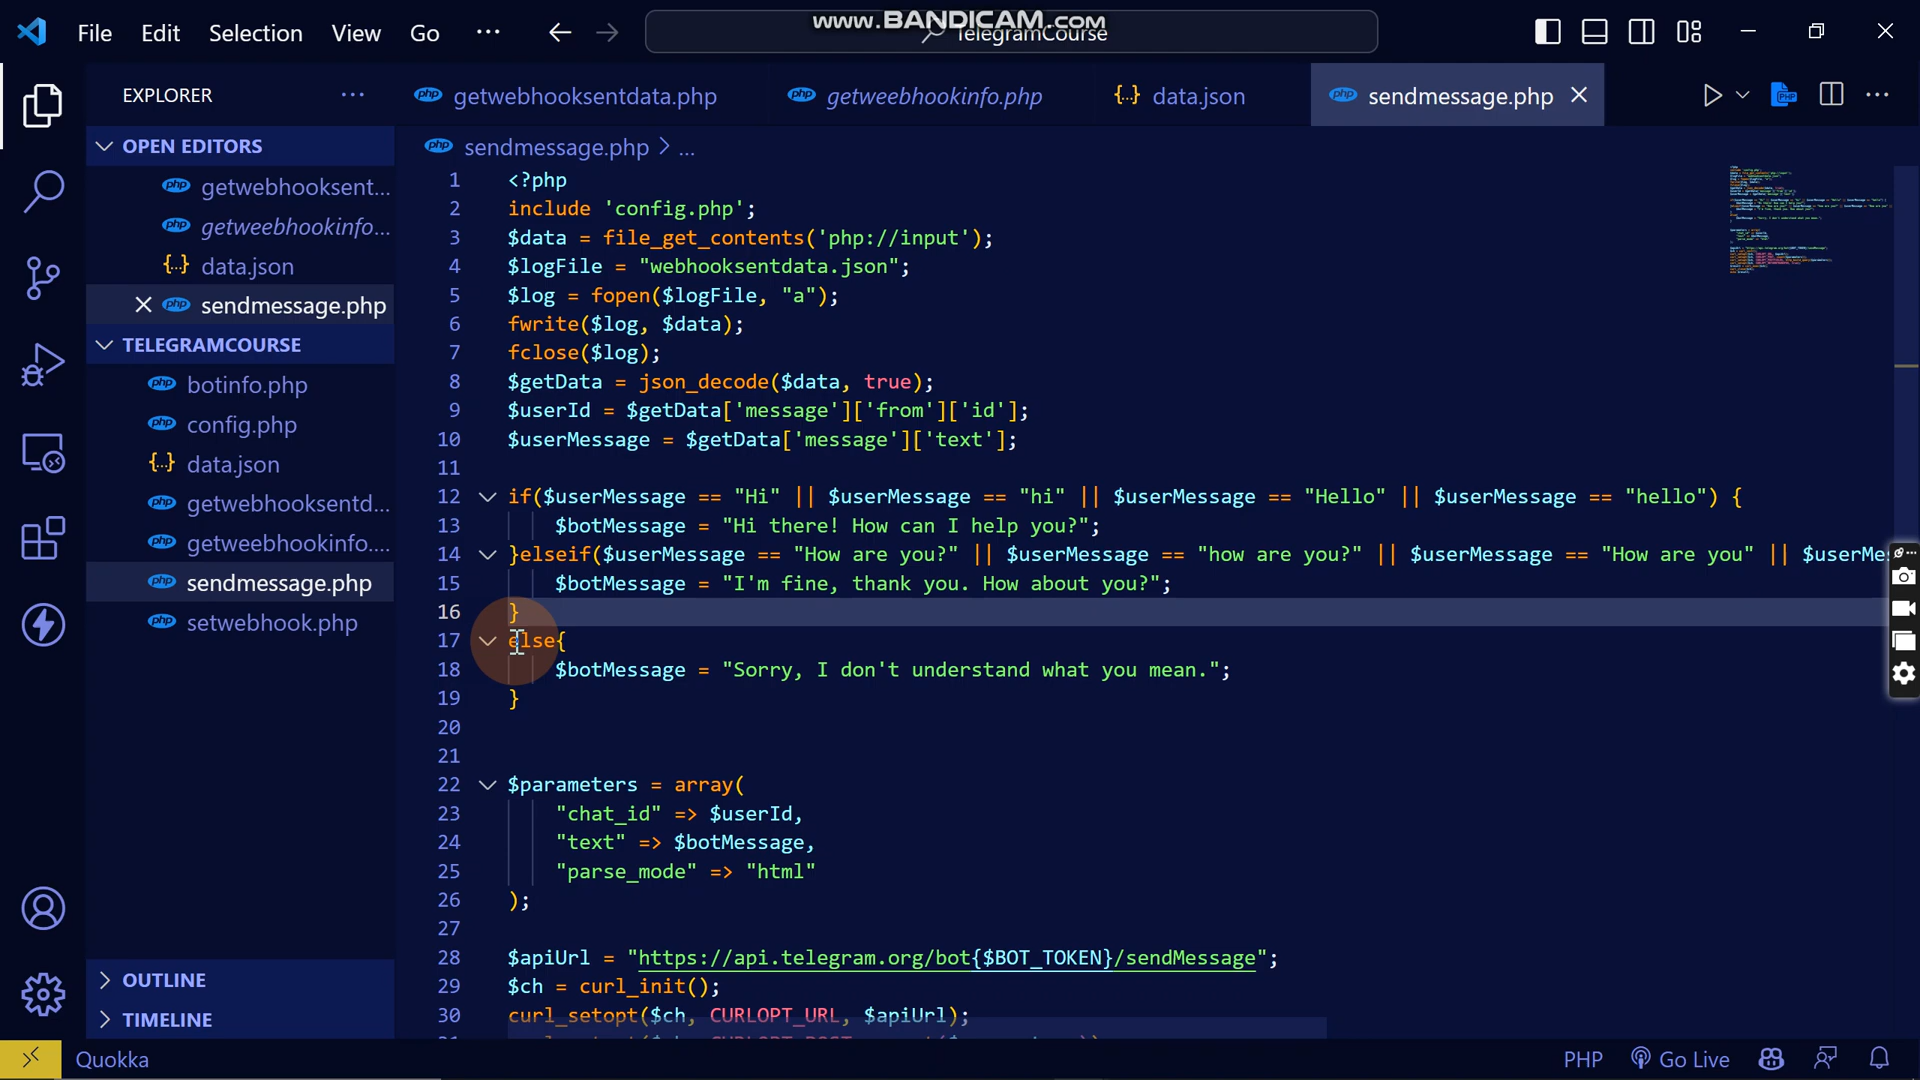 File Edit Selection View Go ··· TelegramCourse
www.BANDICAM.com
EXPLORER ···
getwebhooksentdata.php getweebhookinfo.php data.json sendmessage.php
OPEN EDITORS
getwebhooksent...
getweebhookinfo...
data.json
sendmessage.php
TELEGRAMCOURSE
botinfo.php
config.php
data.json
getwebhooksentd...
getweebhookinfo....
sendmessage.php
setwebhook.php
OUTLINE
TIMELINE
sendmessage.php > ...
1 <?php
2 include 'config.php';
3 $data = file_get_contents('php://input');
4 $logFile = "webhooksentdata.json";
5 $log = fopen($logFile, "a");
6 fwrite($log, $data);
7 fclose($log);
8 $getData = json_decode($data, true);
9 $userId = $getData['message']['from']['id'];
10 $userMessage = $getData['message']['text'];
11
12 if($userMessage == "Hi" || $userMessage == "hi" || $userMessage == "Hello" || $userMessage == "hello") {
13 $botMessage = "Hi there! How can I help you?";
14 }elseif($userMessage == "How are you?" || $userMessage == "how are you?" || $userMessage == "How are you" || $userMes
15 $botMessage = "I'm fine, thank you. How about you?";
16 }
17 else{
18 $botMessage = "Sorry, I don't understand what you mean.";
19 }
20
21
22 $parameters = array(
23 "chat_id" => $userId,
24 "text" => $botMessage,
25 "parse_mode" => "html"
26 );
27
28 $apiUrl = "https://api.telegram.org/bot{$BOT_TOKEN}/sendMessage";
29 $ch = curl_init();
30 curl_setopt($ch, CURLOPT_URL, $apiUrl);
Quokka PHP Go Live